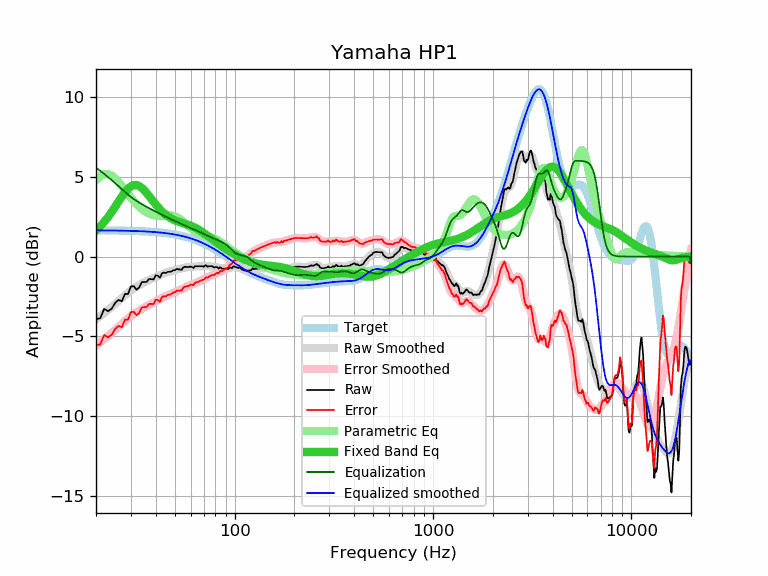 Yamaha HP1
10
5
0
−5
−10
−15
Amplitude (dBr)
Target
Raw Smoothed
Error Smoothed
Raw
Error
Parametric Eq
Fixed Band Eq
Equalization
Equalized smoothed
100
1000
10000
Frequency (Hz)